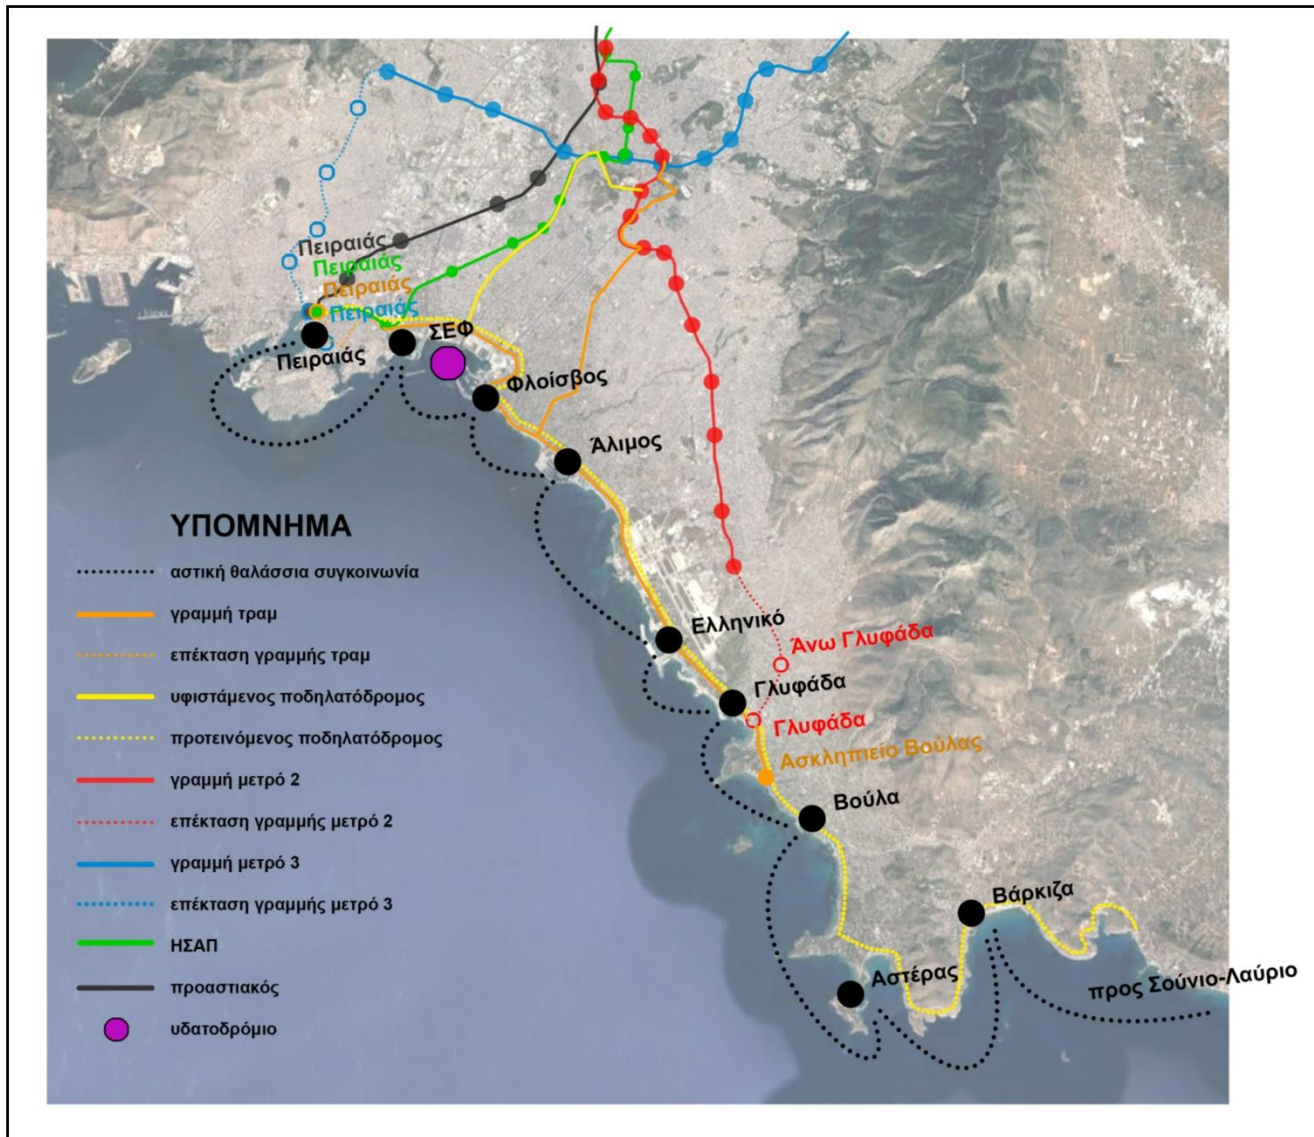 Πειραιάς
Πειραιάς
Πειραιάς
Πειραιάς
Πειραιάς
ΣΕΦ
Φλοίσβος
Άλιμος
Ελληνικό
Άνω Γλυφάδα
Γλυφάδα
Γλυφάδα
Ασκληπιείο Βούλας
Βούλα
Βάρκιζα
Αστέρας
προς Σούνιο-Λαύριο
ΥΠΟΜΝΗΜΑ
αστική θαλάσσια συγκοινωνία
γραμμή τραμ
επέκταση γραμμής τραμ
υφιστάμενος ποδηλατόδρομος
προτεινόμενος ποδηλατόδρομος
γραμμή μετρό 2
επέκταση γραμμής μετρό 2
γραμμή μετρό 3
επέκταση γραμμής μετρό 3
ΗΣΑΠ
προαστιακός
υδατοδρόμιο